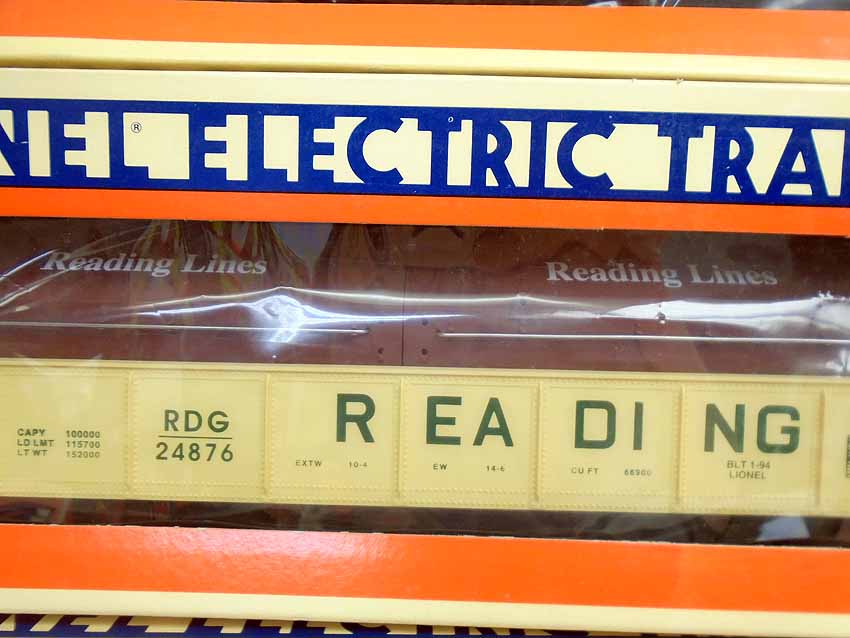 NEL® ELECTRIC TRA
Reading Lines Reading Lines
READING
RDG
24876
CAPY 100000
LD LMT 115700
LT WT 152000
EXTW 10-4
EW 14-6
CU FT 66900
BLT 1-94
LIONEL